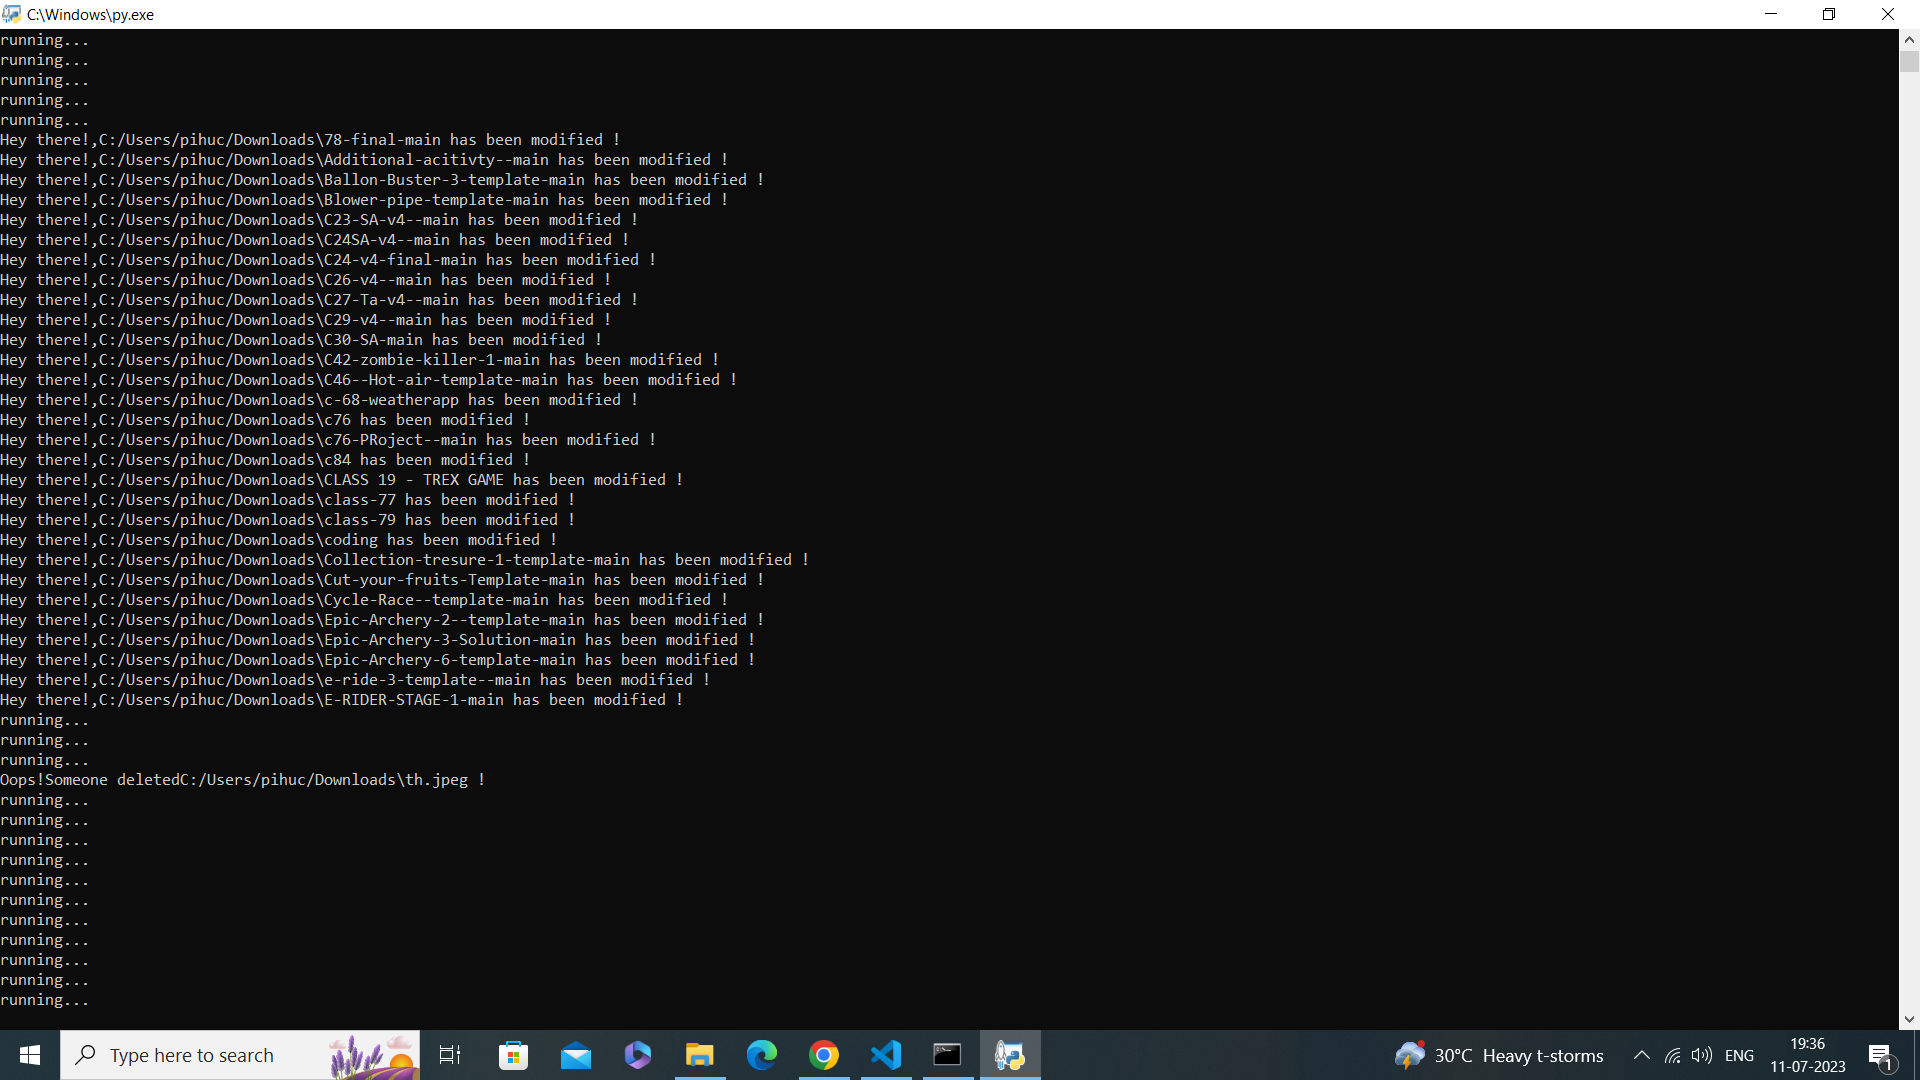 C:\Windows\py.exe
running...
running...
running...
running...
running...
Hey there!,C:/Users/pihuc/Downloads\78-final-main has been modified !
Hey there!,C:/Users/pihuc/Downloads\Additional-acitivty--main has been modified !
Hey there!,C:/Users/pihuc/Downloads\Ballon-Buster-3-template-main has been modified !
Hey there!,C:/Users/pihuc/Downloads\Blower-pipe-template-main has been modified !
Hey there!,C:/Users/pihuc/Downloads\C23-SA-v4--main has been modified !
Hey there!,C:/Users/pihuc/Downloads\C24SA-v4--main has been modified !
Hey there!,C:/Users/pihuc/Downloads\C24-v4-final-main has been modified !
Hey there!,C:/Users/pihuc/Downloads\C26-v4--main has been modified !
Hey there!,C:/Users/pihuc/Downloads\C27-Ta-v4--main has been modified !
Hey there!,C:/Users/pihuc/Downloads\C29-v4--main has been modified !
Hey there!,C:/Users/pihuc/Downloads\C30-SA-main has been modified !
Hey there!,C:/Users/pihuc/Downloads\C42-zombie-killer-1-main has been modified !
Hey there!,C:/Users/pihuc/Downloads\C46--Hot-air-template-main has been modified !
Hey there!,C:/Users/pihuc/Downloads\c-68-weatherapp has been modified !
Hey there!,C:/Users/pihuc/Downloads\c76 has been modified !
Hey there!,C:/Users/pihuc/Downloads\c76-PRoject--main has been modified !
Hey there!,C:/Users/pihuc/Downloads\c84 has been modified !
Hey there!,C:/Users/pihuc/Downloads\CLASS 19 - TREX GAME has been modified !
Hey there!,C:/Users/pihuc/Downloads\class-77 has been modified !
Hey there!,C:/Users/pihuc/Downloads\class-79 has been modified !
Hey there!,C:/Users/pihuc/Downloads\coding has been modified !
Hey there!,C:/Users/pihuc/Downloads\Collection-tresure-1-template-main has been modified !
Hey there!,C:/Users/pihuc/Downloads\Cut-your-fruits-Template-main has been modified !
Hey there!,C:/Users/pihuc/Downloads\Cycle-Race--template-main has been modified !
Hey there!,C:/Users/pihuc/Downloads\Epic-Archery-2--template-main has been modified !
Hey there!,C:/Users/pihuc/Downloads\Epic-Archery-3-Solution-main has been modified !
Hey there!,C:/Users/pihuc/Downloads\Epic-Archery-6-template-main has been modified !
Hey there!,C:/Users/pihuc/Downloads\e-ride-3-template--main has been modified !
Hey there!,C:/Users/pihuc/Downloads\E-RIDER-STAGE-1-main has been modified !
running...
running...
running...
Oops!Someone deletedC:/Users/pihuc/Downloads\th.jpeg !
running...
running...
running...
running...
running...
running...
running...
running...
running...
running...
running...
Type here to search
30°C Heavy t-storms
ENG
19:36
11-07-2023
1